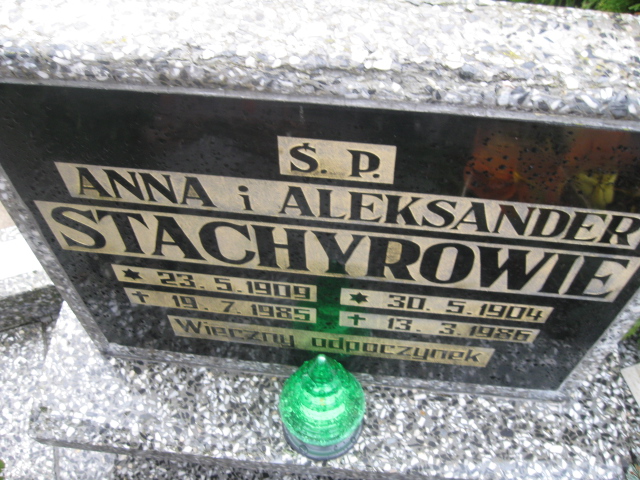 Ś. P.
ANNA i ALEKSANDER
STACHYROWIE
* 23.5.1909 * 30.5.1904
† 19.7.1985 † 13.3.1986
Wieczny odpoczynek